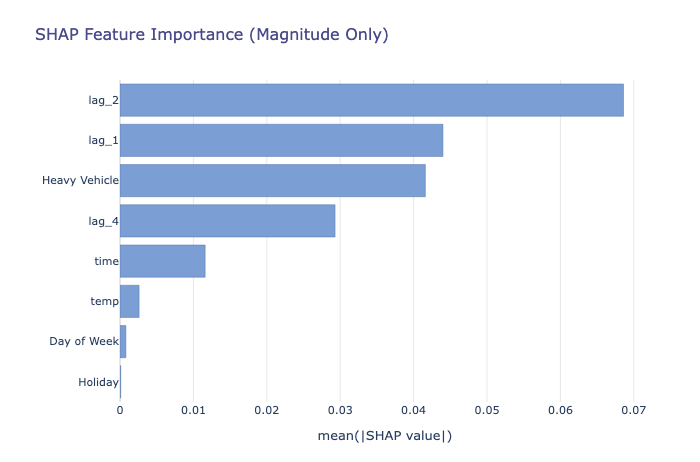 SHAP Feature Importance (Magnitude Only)
lag_2
lag_1
Heavy Vehicle
lag_4
time
temp
Day of Week
Holiday
0 0.01 0.02 0.03 0.04 0.05 0.06 0.07
mean(|SHAP value|)